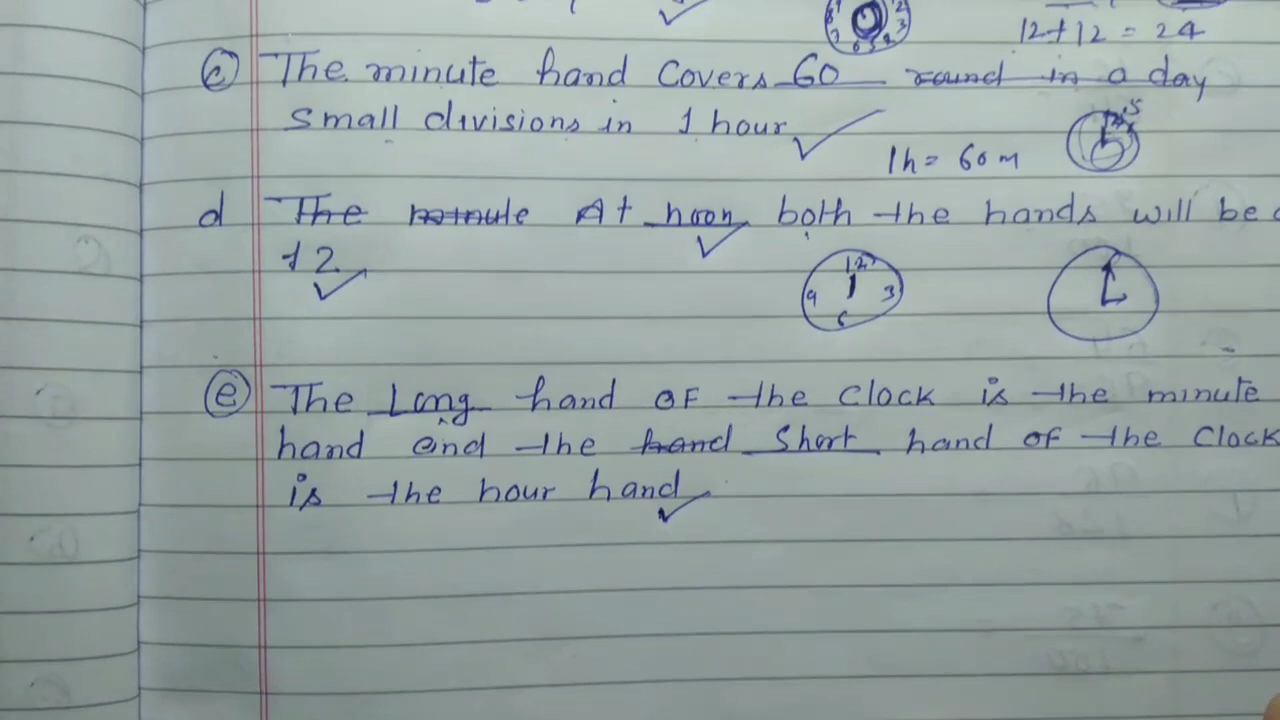 12+12 = 24
c The minute hand Covers 60 round in a day
small divisions in 1 hour
1h = 60 m
d The minute At noon both the hands will be
12
12
9 3
6
e The Long hand OF the Clock is the minute
hand and the hand Short hand of the Clock
is the hour hand